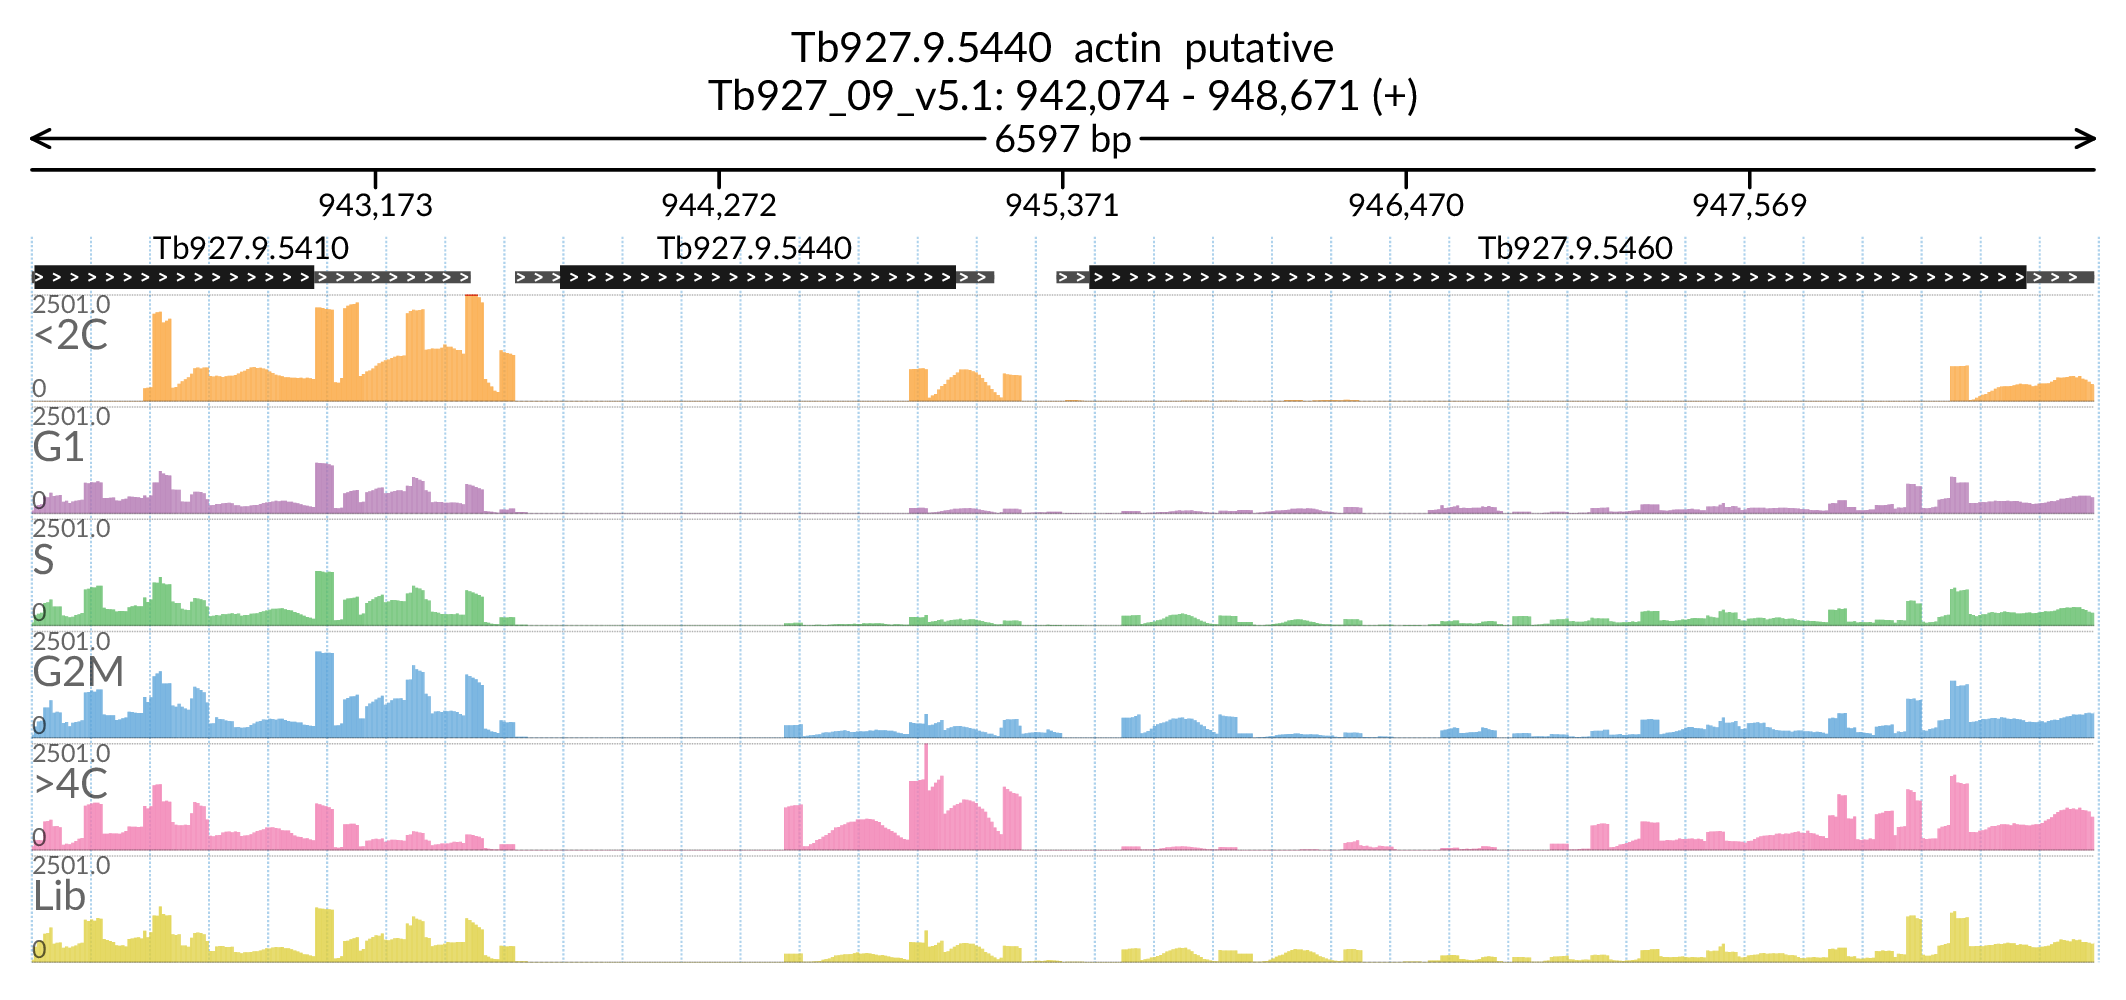 Tb927.9.5440 actin putative
Tb927_09_v5.1: 942,074 - 948,671 (+)
6597 bp
943,173 944,272 945,371 946,470 947,569
Tb927.9.5410 Tb927.9.5440 Tb927.9.5460
2501.0
<2C
0
2501.0
G1
0
2501.0
S
0
2501.0
G2M
0
2501.0
>4C
0
2501.0
Lib
0